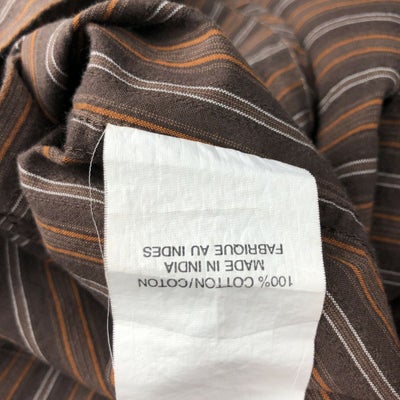 100% COTTON/COTON
MADE IN INDIA
FABRIQUE AU INDES